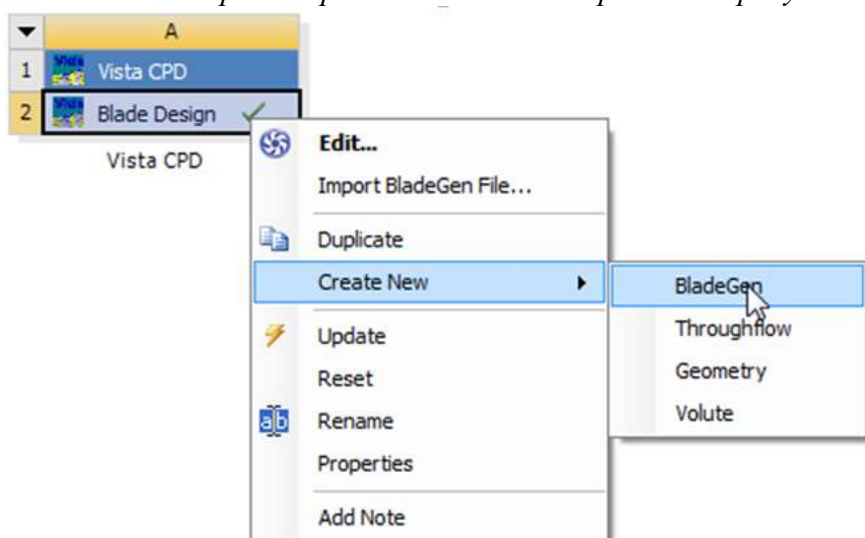 A
1 Vista CPD
2 Blade Design
Vista CPD
Edit...
Import BladeGen File...
Duplicate
Create New
BladeGen
Throughflow
Geometry
Volute
Update
Reset
ab Rename
Properties
Add Note